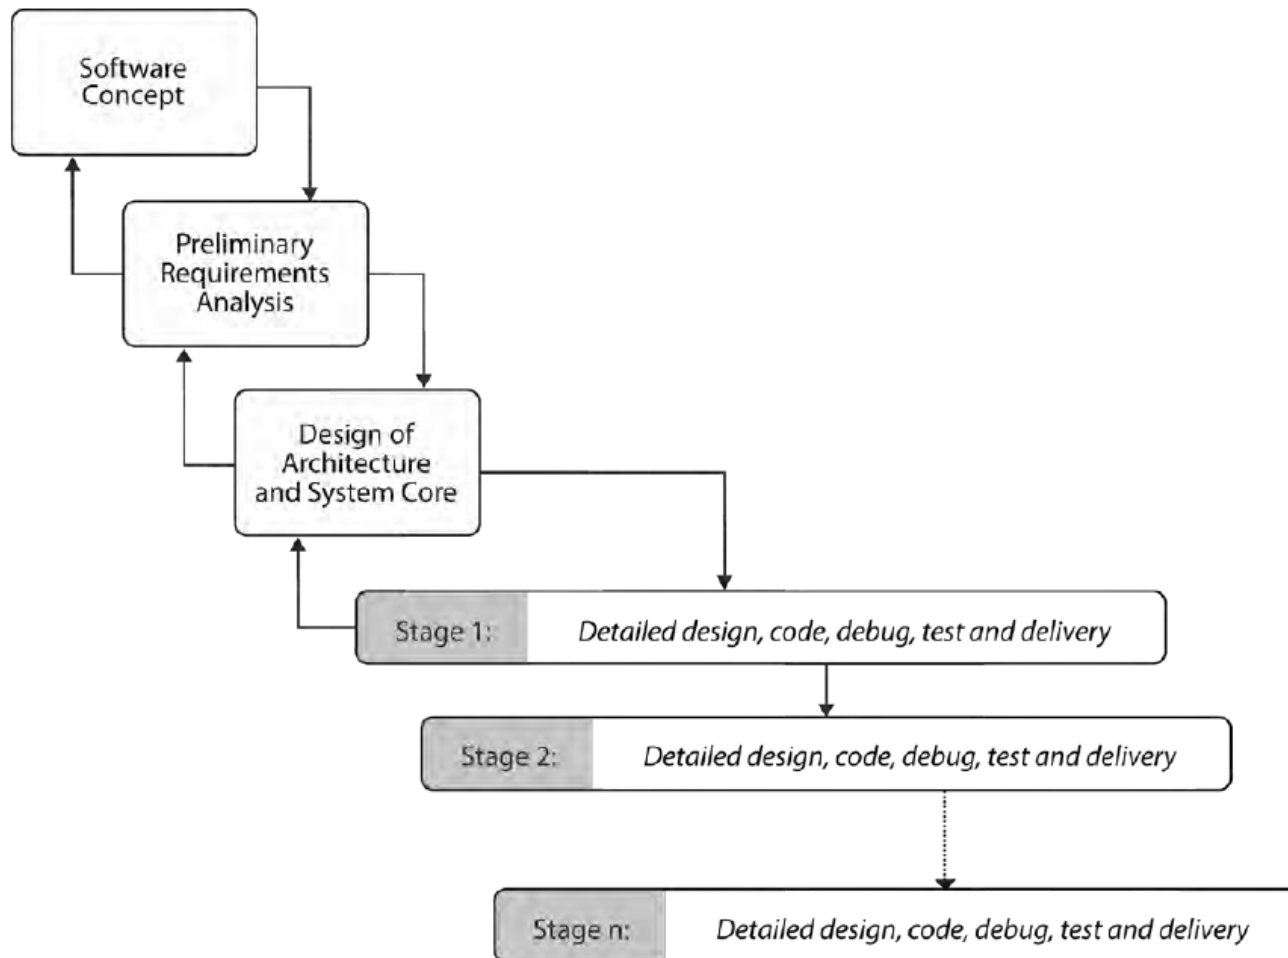 Software
Concept
Preliminary
Requirements
Analysis
Design of
Architecture
and System Core
Stage 1: Detailed design, code, debug, test and delivery
Stage 2: Detailed design, code, debug, test and delivery
Stage n: Detailed design, code, debug, test and delivery